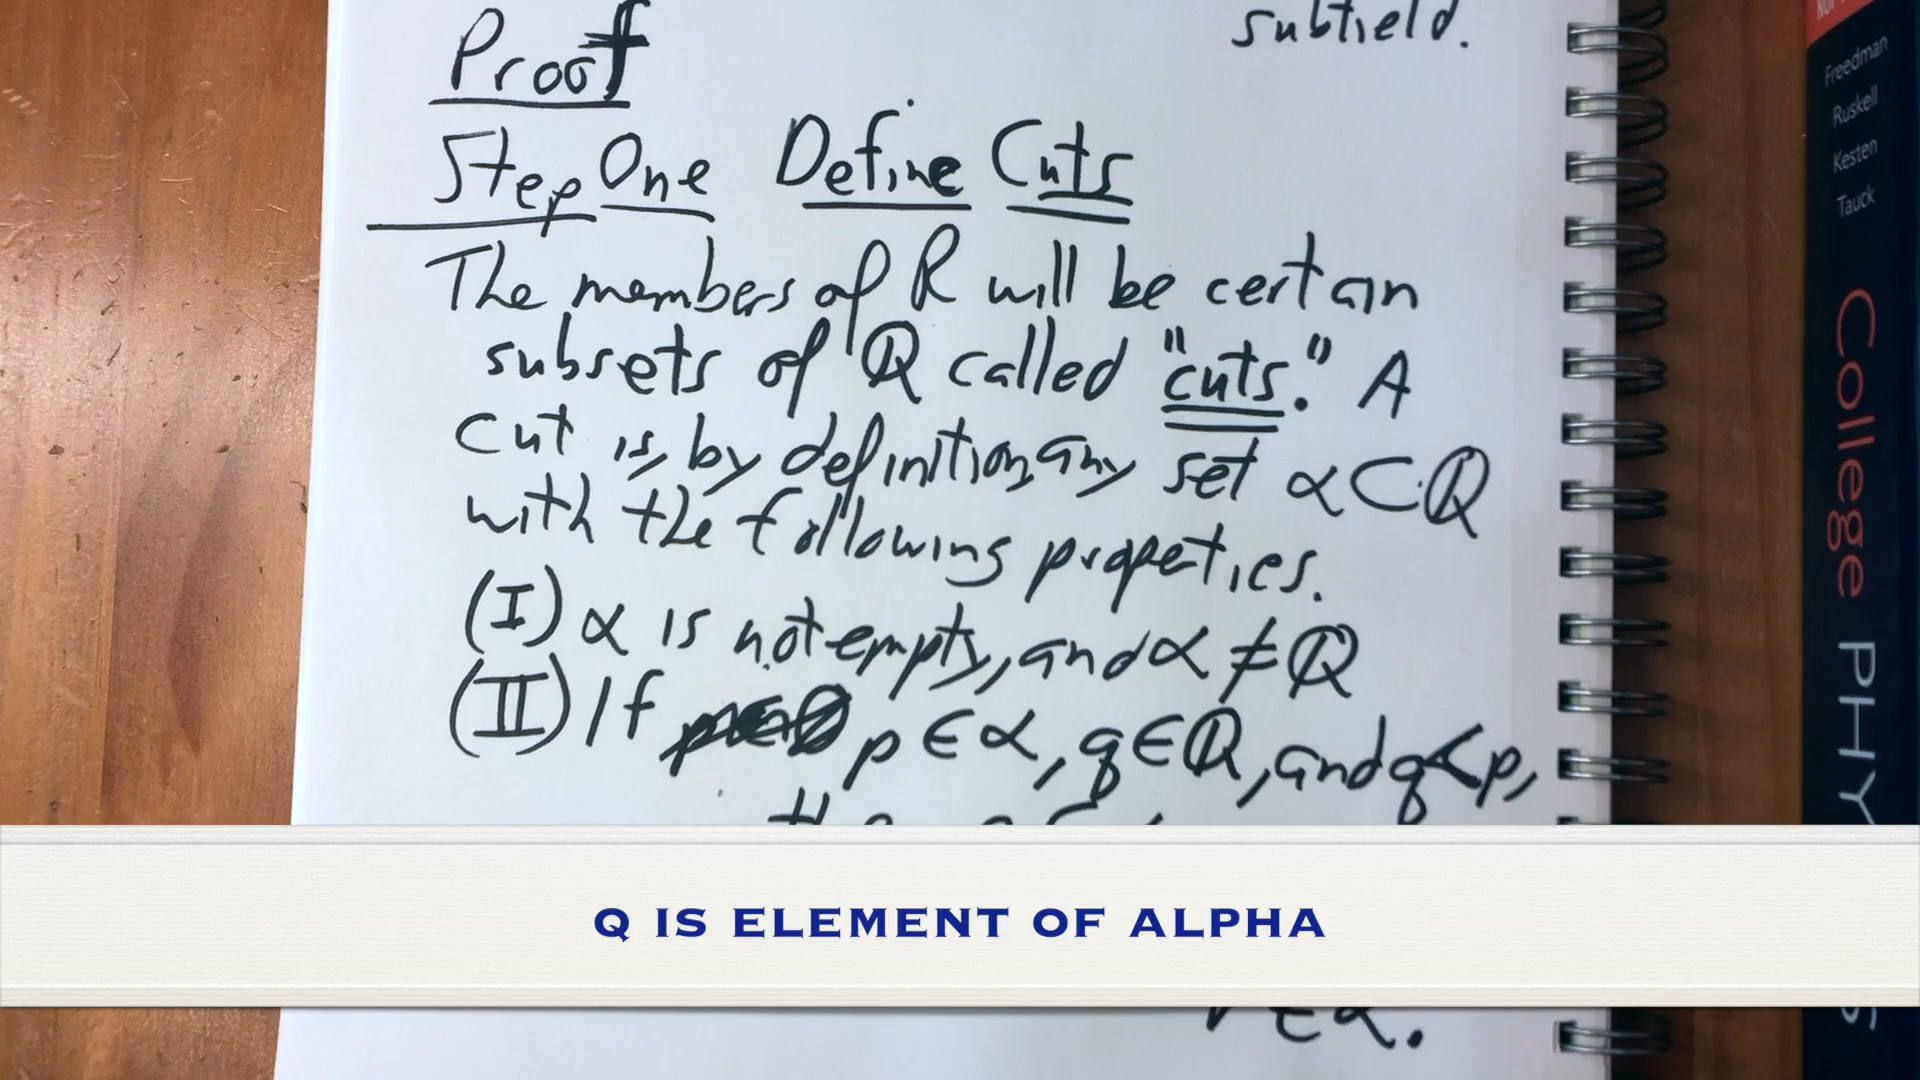 subfield.
Proof
Step One Define Cuts
The members of R will be certain
subsets of ℚ called "cuts." A
cut is, by definition, any set α⊂ℚ
with the following properties.
(I) α is not empty, and α ≠ ℚ
(II) If p∈α, q∈ℚ, and q<p,
Q IS ELEMENT OF ALPHA
r∈α.
Freedman
Ruskell
Kesten
Tauck
College PHY
S